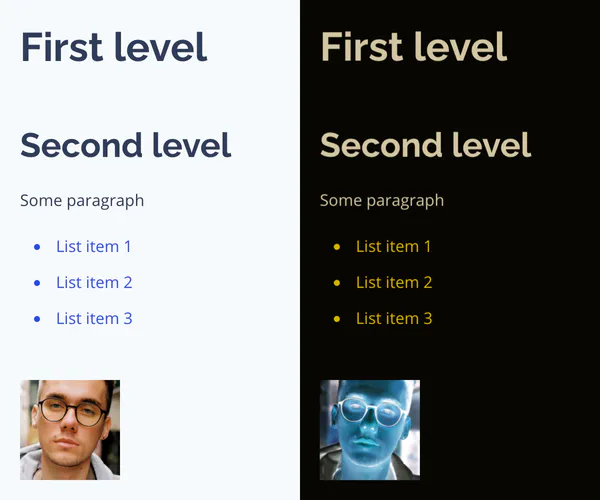 First level
Second level
Some paragraph
List item 1
List item 2
List item 3
First level
Second level
Some paragraph
List item 1
List item 2
List item 3